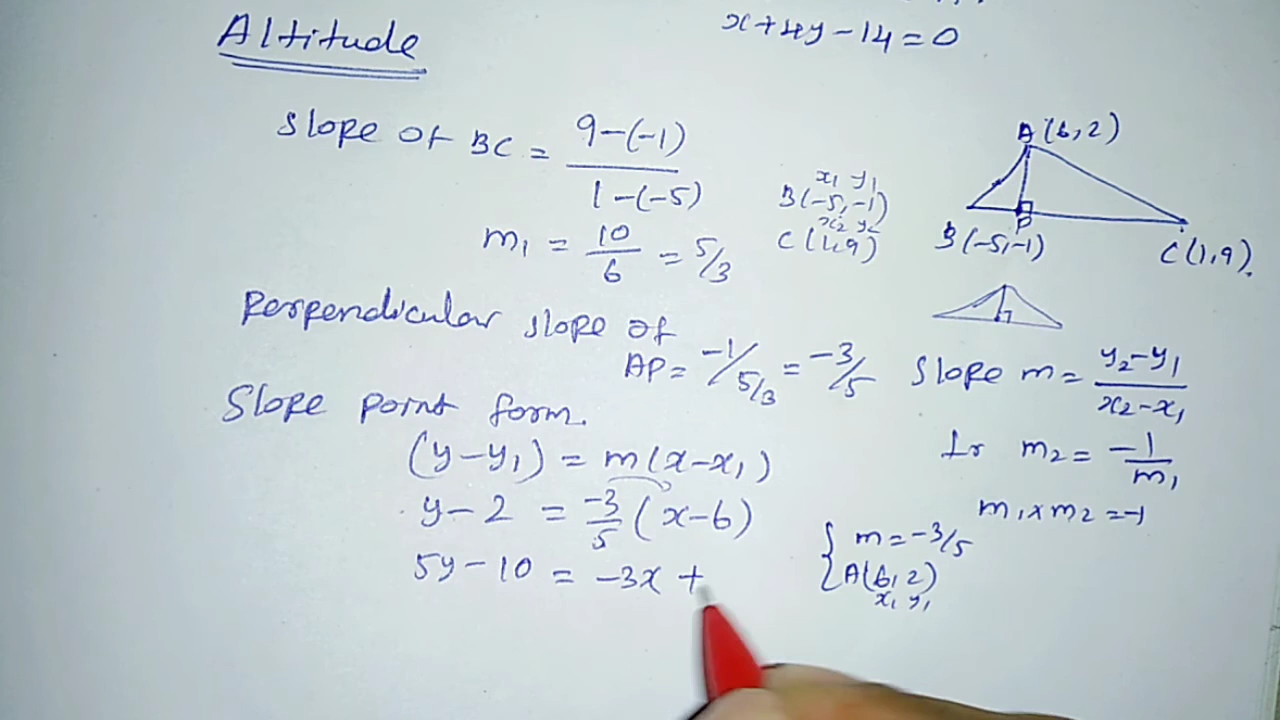 x+4y-14=0
Altitude
Slope of BC = 9-(-1)/1-(-5)
m₁ = 10/6 = 5/3
x₁ y₁
B(-5,-1)
x₂ y₂
C(1,9)
A(6,2)
P
B(-5,-1)
C(1,9).
Perpendicular slope of
AP = -1/5/3 = -3/5
Slope m = y₂-y₁/x₂-x₁
Slope point form.
(y-y₁) = m(x-x₁)
m₂ = -1/m₁
y-2 = -3/5(x-6)
m₁xm₂=-1
5y-10 = -3x +
{ m=-3/5
A(6,2)
x₁ y₁